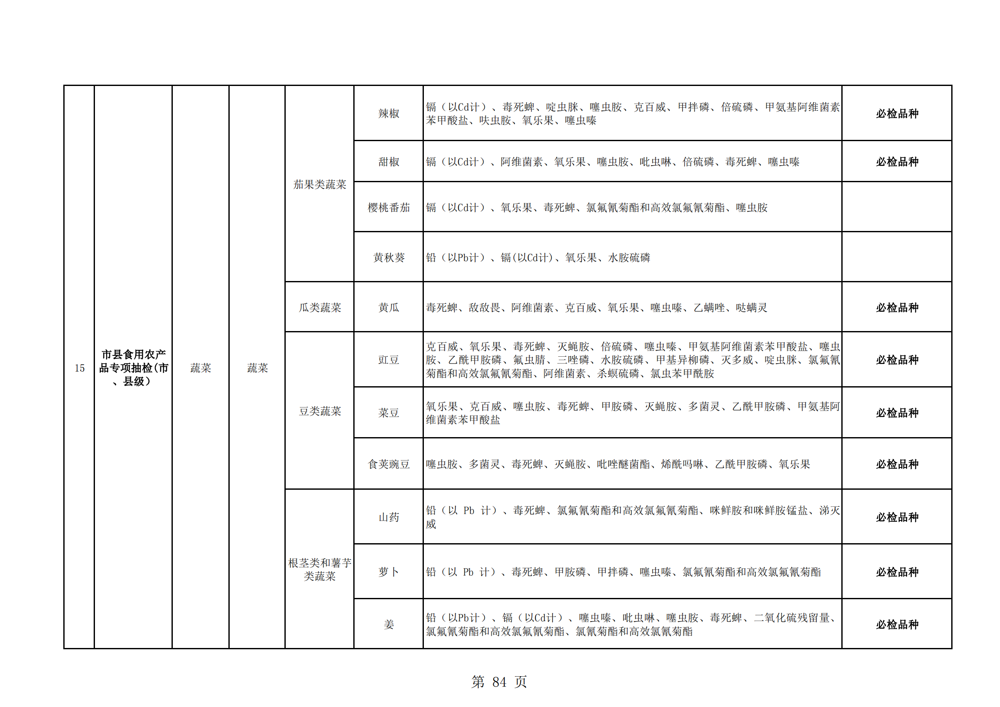 15
市县食用农产
品专项抽检(市
、县级）
蔬菜
蔬菜
茄果类蔬菜
辣椒
镉（以Cd计）、毒死蜱、啶虫脒、噻虫胺、克百威、甲拌磷、倍硫磷、甲氨基阿维菌素
苯甲酸盐、呋虫胺、氧乐果、噻虫嗪
必检品种
甜椒
镉（以Cd计）、阿维菌素、氧乐果、噻虫胺、吡虫啉、倍硫磷、毒死蜱、噻虫嗪
必检品种
樱桃番茄
镉（以Cd计）、氧乐果、毒死蜱、氯氟氰菊酯和高效氯氟氰菊酯、噻虫胺
黄秋葵
铅（以Pb计）、镉(以Cd计)、氧乐果、水胺硫磷
瓜类蔬菜
黄瓜
毒死蜱、敌敌畏、阿维菌素、克百威、氧乐果、噻虫嗪、乙螨唑、哒螨灵
必检品种
豆类蔬菜
豇豆
克百威、氧乐果、毒死蜱、灭蝇胺、倍硫磷、噻虫嗪、甲氨基阿维菌素苯甲酸盐、噻虫
胺、乙酰甲胺磷、氟虫腈、三唑磷、水胺硫磷、甲基异柳磷、灭多威、啶虫脒、氯氟氰
菊酯和高效氯氟氰菊酯、阿维菌素、杀螟硫磷、氯虫苯甲酰胺
必检品种
菜豆
氧乐果、克百威、噻虫胺、毒死蜱、甲胺磷、灭蝇胺、多菌灵、乙酰甲胺磷、甲氨基阿
维菌素苯甲酸盐
必检品种
食荚豌豆
噻虫胺、多菌灵、毒死蜱、灭蝇胺、吡唑醚菌酯、烯酰吗啉、乙酰甲胺磷、氧乐果
必检品种
根茎类和薯芋
类蔬菜
山药
铅（以 Pb 计）、毒死蜱、氯氟氰菊酯和高效氯氟氰菊酯、咪鲜胺和咪鲜胺锰盐、涕灭
威
必检品种
萝卜
铅（以 Pb 计）、毒死蜱、甲胺磷、甲拌磷、噻虫嗪、氯氟氰菊酯和高效氯氟氰菊酯
必检品种
姜
铅（以Pb计）、镉（以Cd计）、噻虫嗪、吡虫啉、噻虫胺、毒死蜱、二氧化硫残留量、
氯氟氰菊酯和高效氯氟氰菊酯、氯氰菊酯和高效氯氰菊酯
必检品种
第 84 页